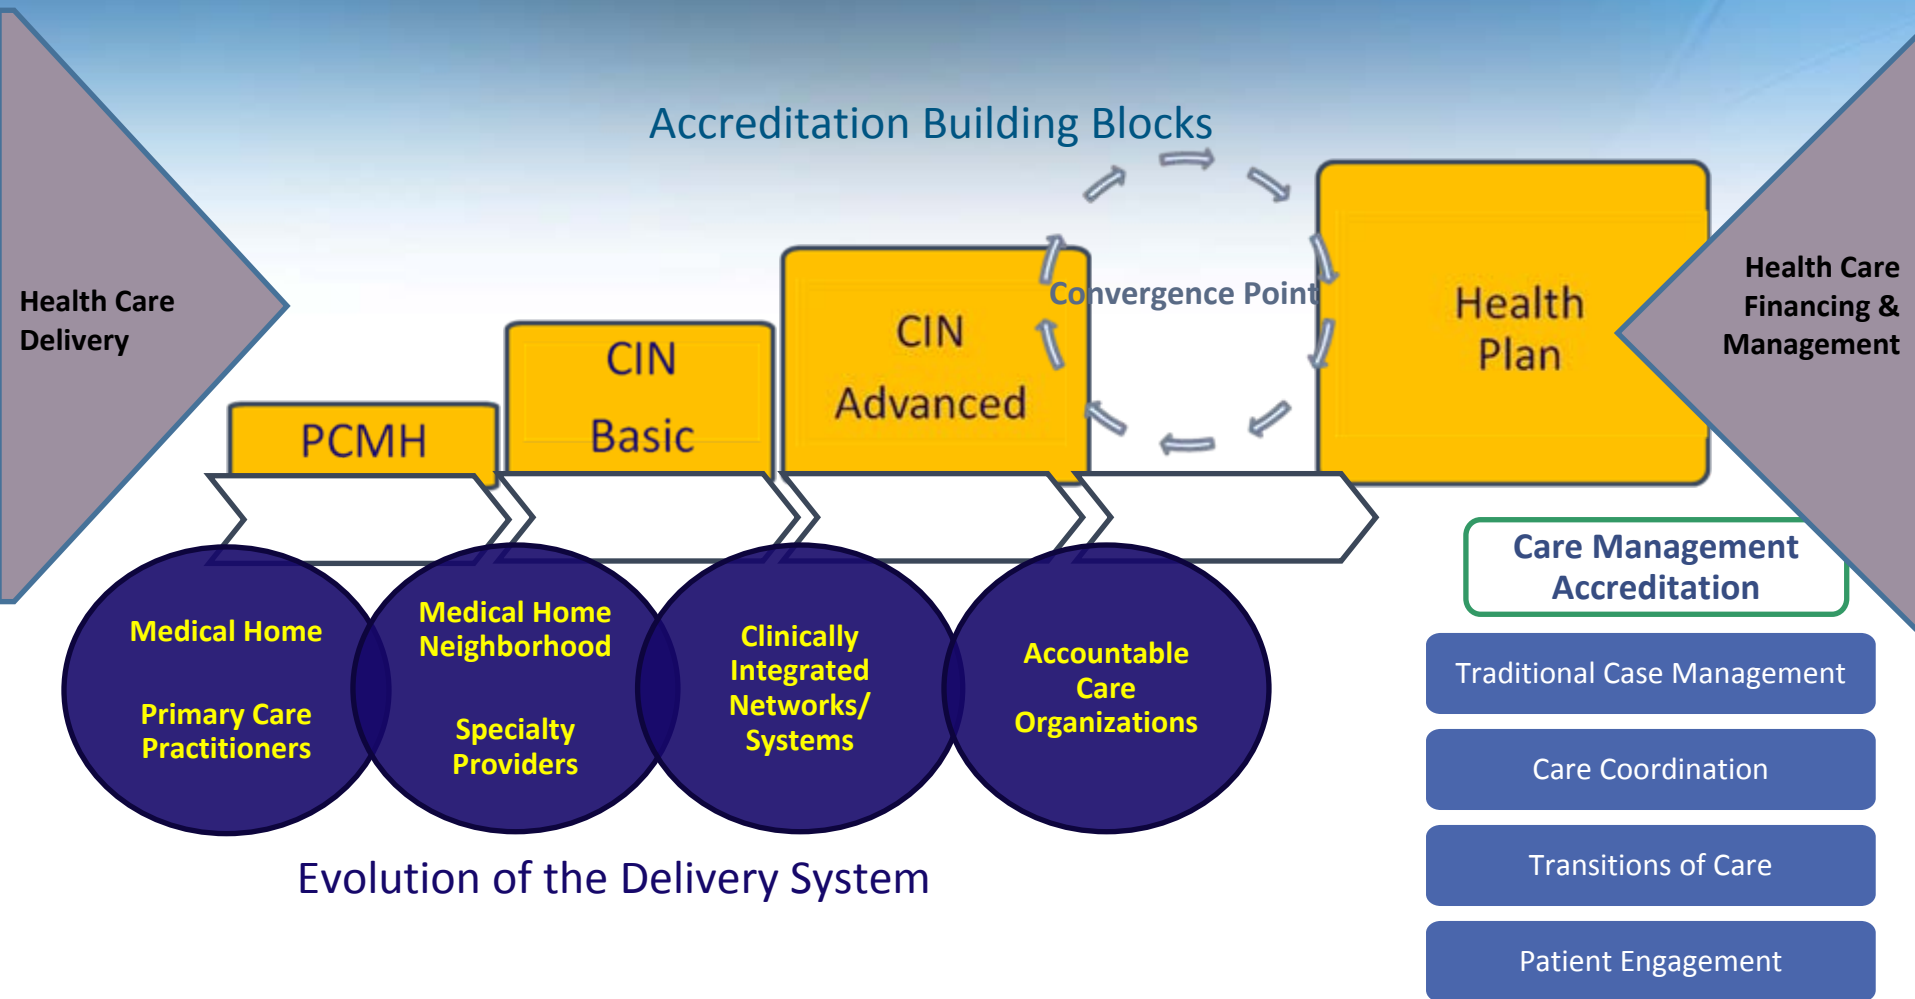 Accreditation Building Blocks
Health Care
Delivery
PCMH
CIN
Basic
CIN
Advanced
Convergence Point
Health
Plan
Health Care
Financing &
Management
Medical Home
Primary Care
Practitioners
Medical Home
Neighborhood
Specialty
Providers
Clinically
Integrated
Networks/
Systems
Accountable
Care
Organizations
Evolution of the Delivery System
Care Management
Accreditation
Traditional Case Management
Care Coordination
Transitions of Care
Patient Engagement